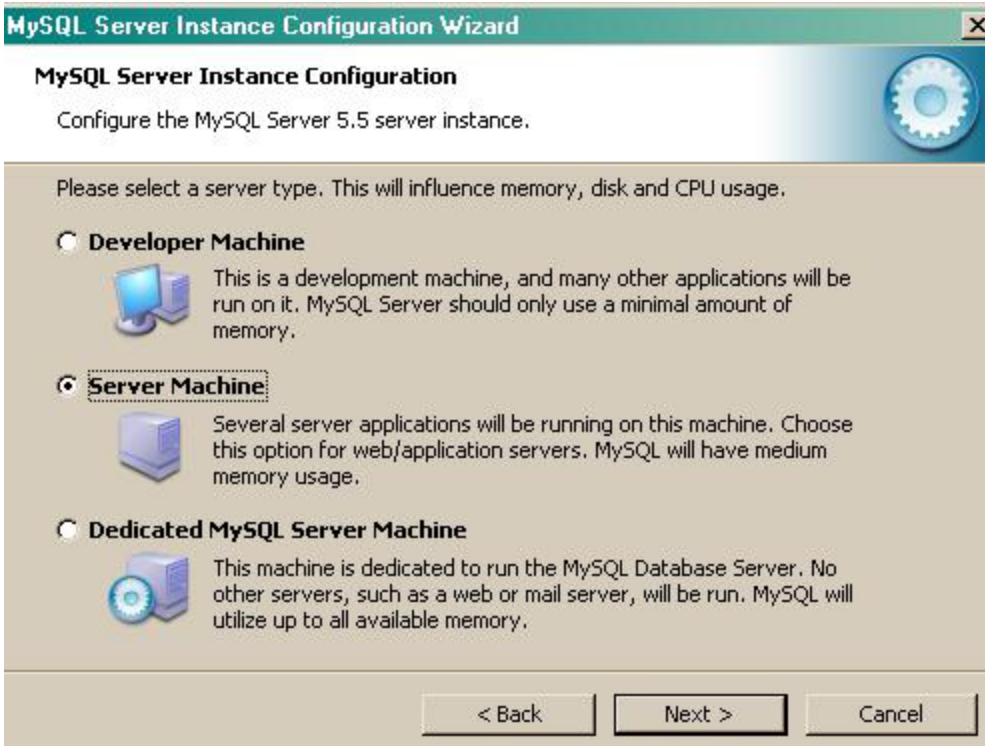 MySQL Server Instance Configuration Wizard
MySQL Server Instance Configuration
Configure the MySQL Server 5.5 server instance.
Please select a server type. This will influence memory, disk and CPU usage.
Developer Machine
This is a development machine, and many other applications will be
run on it. MySQL Server should only use a minimal amount of
memory.
Server Machine
Several server applications will be running on this machine. Choose
this option for web/application servers. MySQL will have medium
memory usage.
Dedicated MySQL Server Machine
This machine is dedicated to run the MySQL Database Server. No
other servers, such as a web or mail server, will be run. MySQL will
utilize up to all available memory.
< Back Next > Cancel